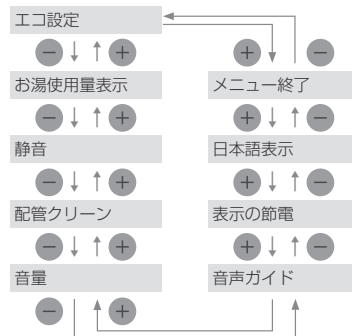 エコ設定
− ↓ ↑ +
お湯使用量表示
− ↓ ↑ +
静音
− ↓ ↑ +
配管クリーン
− ↓ ↑ +
音量
− +
+ −
メニュー終了
+ ↓ ↑ −
日本語表示
+ ↓ ↑ −
表示の節電
+ ↓ ↑ −
音声ガイド